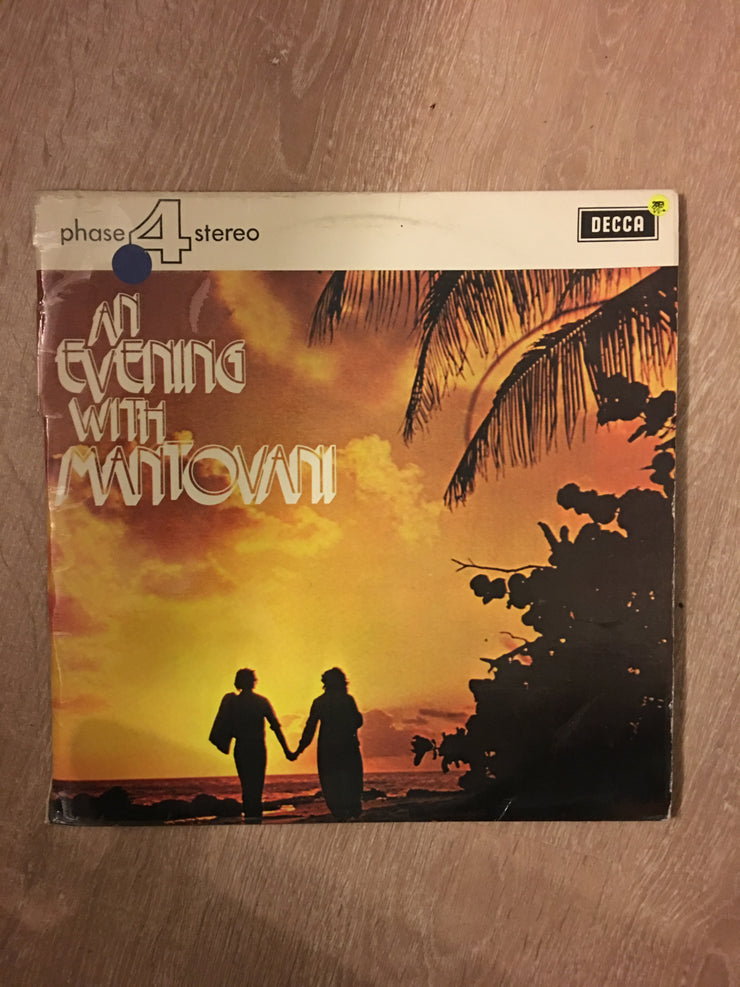 phase 4 stereo
DECCA
AN
EVENING
WITH
MANTOVANI